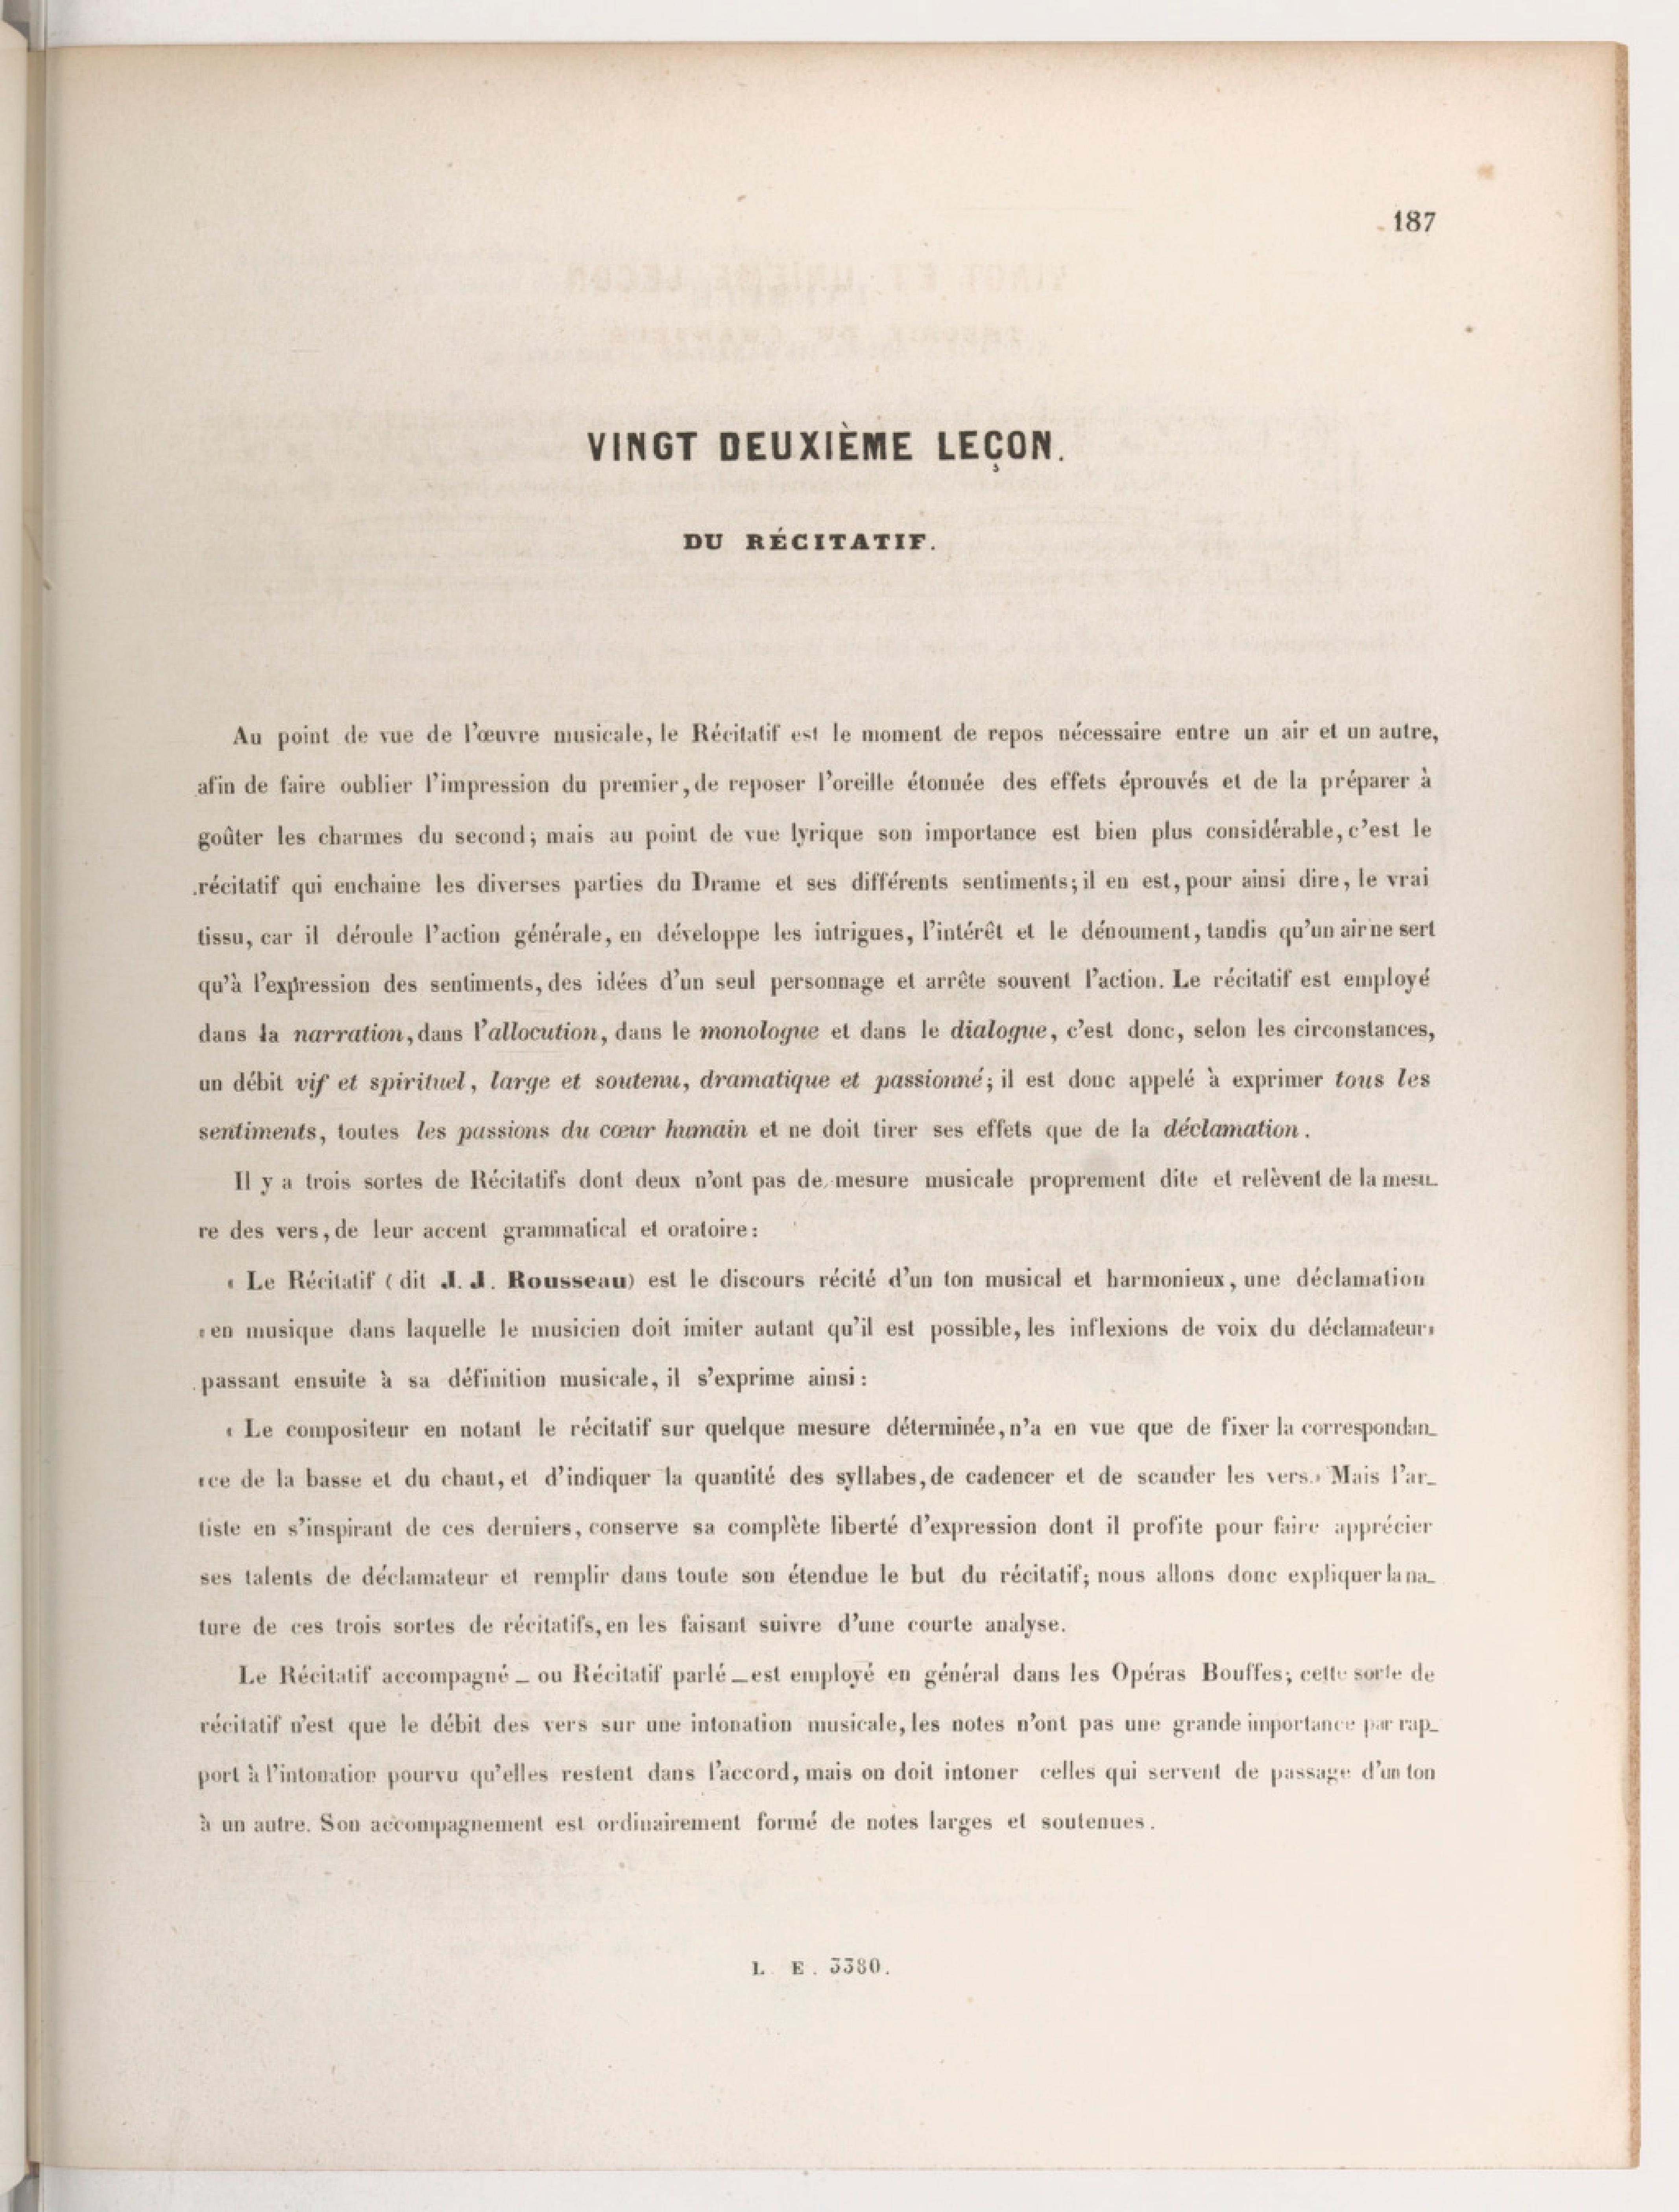 187
VINGT DEUXIÈME LEÇON.
DU RÉCITATIF.
Au point de vue de l'œuvre musicale, le Récitatif est le moment de repos nécessaire entre un air et un autre,
afin de faire oublier l'impression du premier, de reposer l'oreille étonnée des effets éprouvés et de la préparer à
goûter les charmes du second; mais au point de vue lyrique son importance est bien plus considérable, c'est le
récitatif qui enchaine les diverses parties du Drame et ses différents sentiments; il en est, pour ainsi dire, le vrai
tissu, car il déroule l'action générale, en développe les intrigues, l'intérêt et le dénoument, tandis qu'un air ne sert
qu'à l'expression des sentiments, des idées d'un seul personnage et arrête souvent l'action. Le récitatif est employé
dans la narration, dans l'allocution, dans le monologue et dans le dialogue, c'est donc, selon les circonstances,
un débit vif et spirituel, large et soutenu, dramatique et passionné; il est donc appelé à exprimer tous les
sentiments, toutes les passions du cœur humain et ne doit tirer ses effets que de la déclamation.
Il y a trois sortes de Récitatifs dont deux n'ont pas de mesure musicale proprement dite et relèvent de la mesu_
re des vers, de leur accent grammatical et oratoire:
« Le Récitatif (dit J. J. Rousseau) est le discours récité d'un ton musical et harmonieux, une déclamation
« en musique dans laquelle le musicien doit imiter autant qu'il est possible, les inflexions de voix du déclamateur»
passant ensuite à sa définition musicale, il s'exprime ainsi:
« Le compositeur en notant le récitatif sur quelque mesure déterminée, n'a en vue que de fixer la correspondan_
«ce de la basse et du chant, et d'indiquer la quantité des syllabes, de cadencer et de scander les vers.» Mais l'ar_
tiste en s'inspirant de ces derniers, conserve sa complète liberté d'expression dont il profite pour faire apprécier
ses talents de déclamateur et remplir dans toute son étendue le but du récitatif; nous allons donc expliquer la na_
ture de ces trois sortes de récitatifs, en les faisant suivre d'une courte analyse.
Le Récitatif accompagné _ ou Récitatif parlé _ est employé en général dans les Opéras Bouffes; cette sorte de
récitatif n'est que le débit des vers sur une intonation musicale, les notes n'ont pas une grande importance par rap_
port à l'intonation pourvu qu'elles restent dans l'accord, mais on doit intoner celles qui servent de passage d'un ton
à un autre. Son accompagnement est ordinairement formé de notes larges et soutenues.
L. E. 3380.